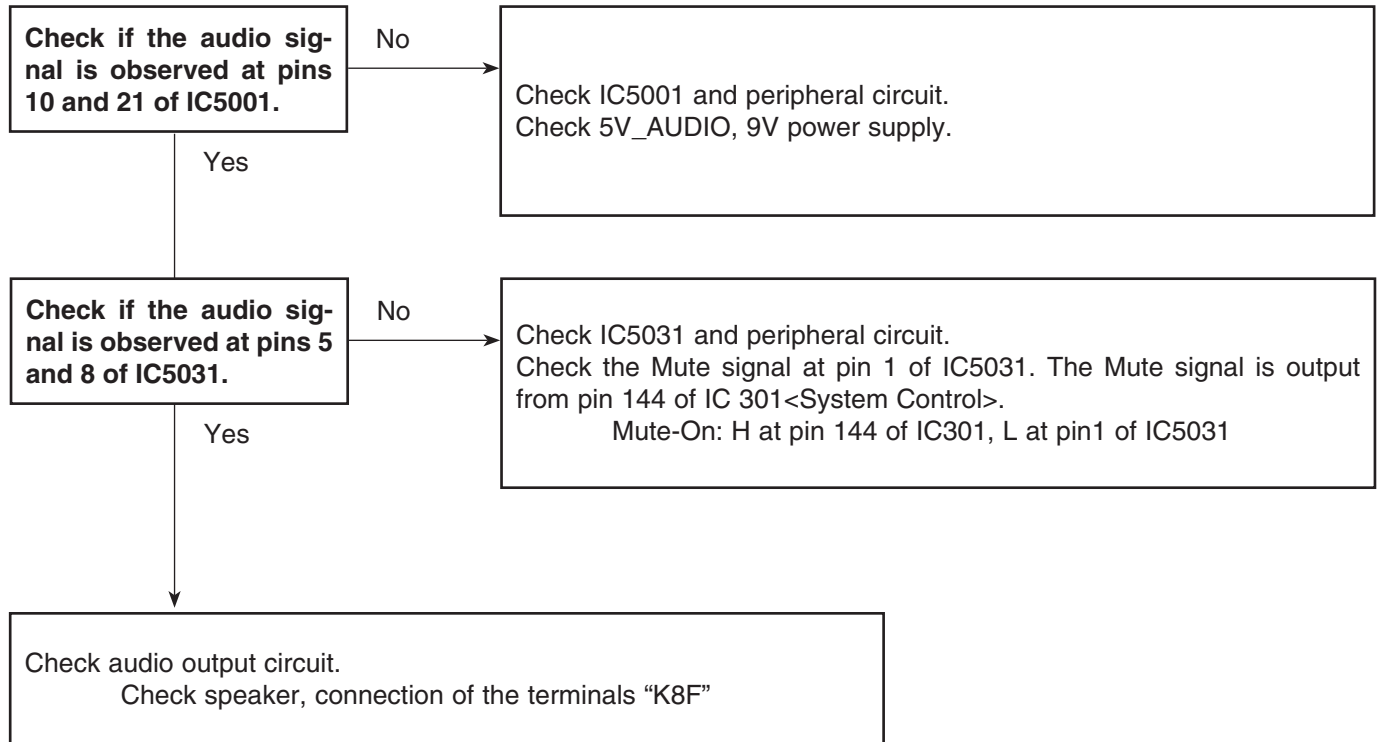 Check if the audio sig-
nal is observed at pins
10 and 21 of IC5001.
No
Check IC5001 and peripheral circuit.
Check 5V_AUDIO, 9V power supply.
Yes
Check if the audio sig-
nal is observed at pins 5
and 8 of IC5031.
No
Check IC5031 and peripheral circuit.
Check the Mute signal at pin 1 of IC5031. The Mute signal is output
from pin 144 of IC 301<System Control>.
Mute-On: H at pin 144 of IC301, L at pin1 of IC5031
Yes
Check audio output circuit.
Check speaker, connection of the terminals “K8F”